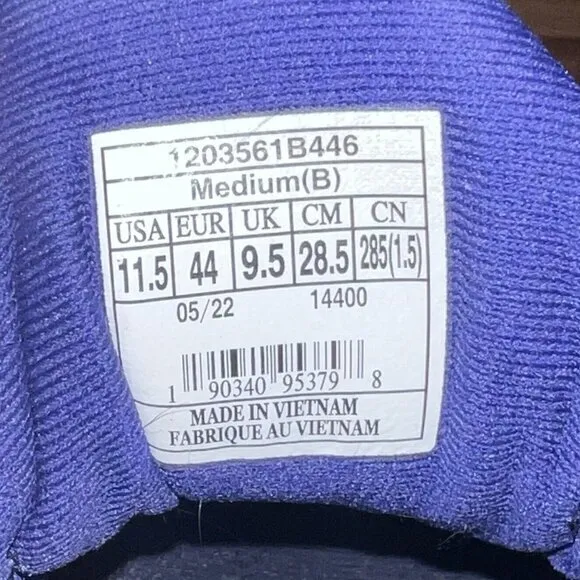 1203561B446
Medium(B)
USA EUR UK CM CN
11.5 44 9.5 28.5 285(1.5)
05/22 14400
1 90340 95379 8
MADE IN VIETNAM
FABRIQUE AU VIETNAM